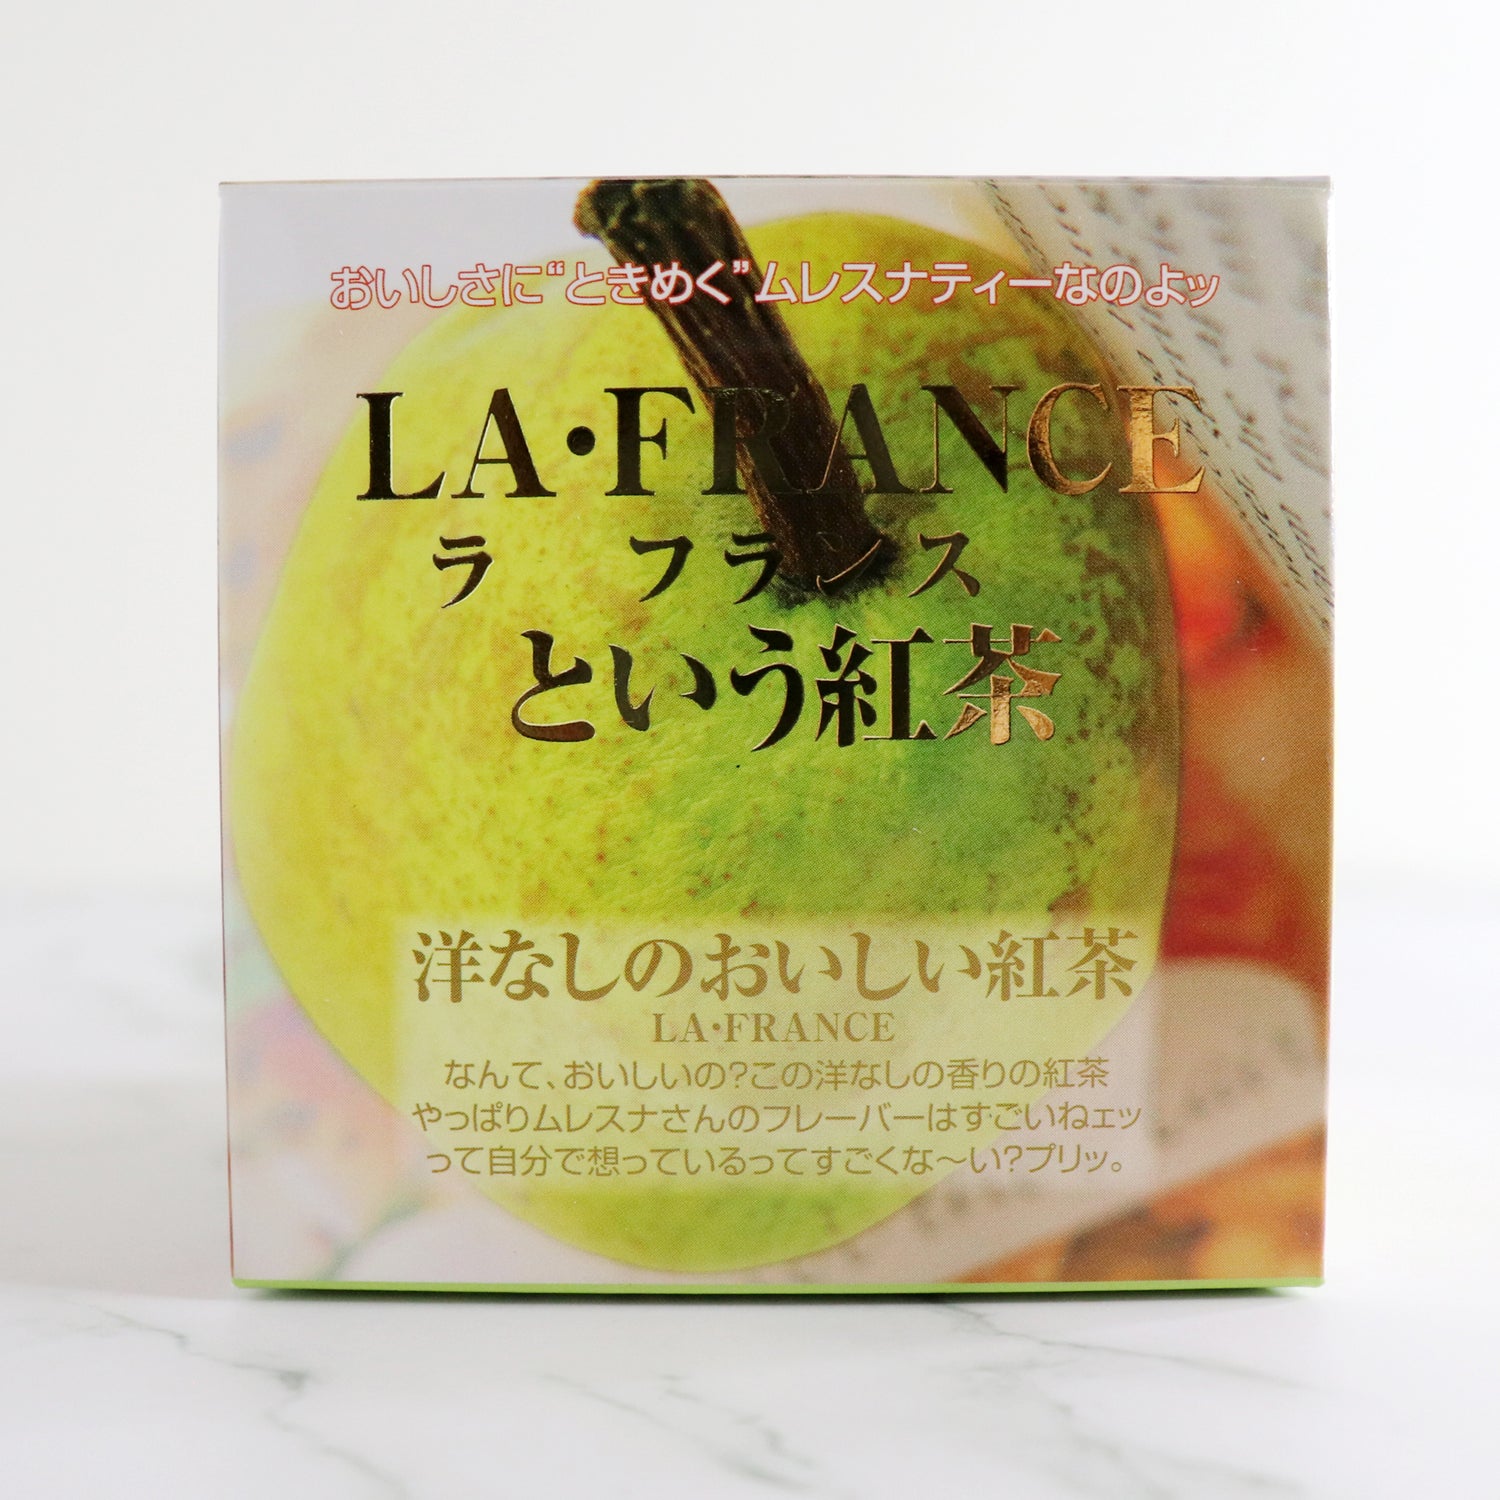 おいしさに“ときめく”ムレスナティーなのよッ
LA・FRANCE
ラ フランス
という紅茶
洋なしのおいしい紅茶
LA・FRANCE
なんて、おいしいの?この洋なしの香りの紅茶
やっぱりムレスナさんのフレーバーはすごいねェッ
って自分で想っているってすごくな〜い?プリッ。